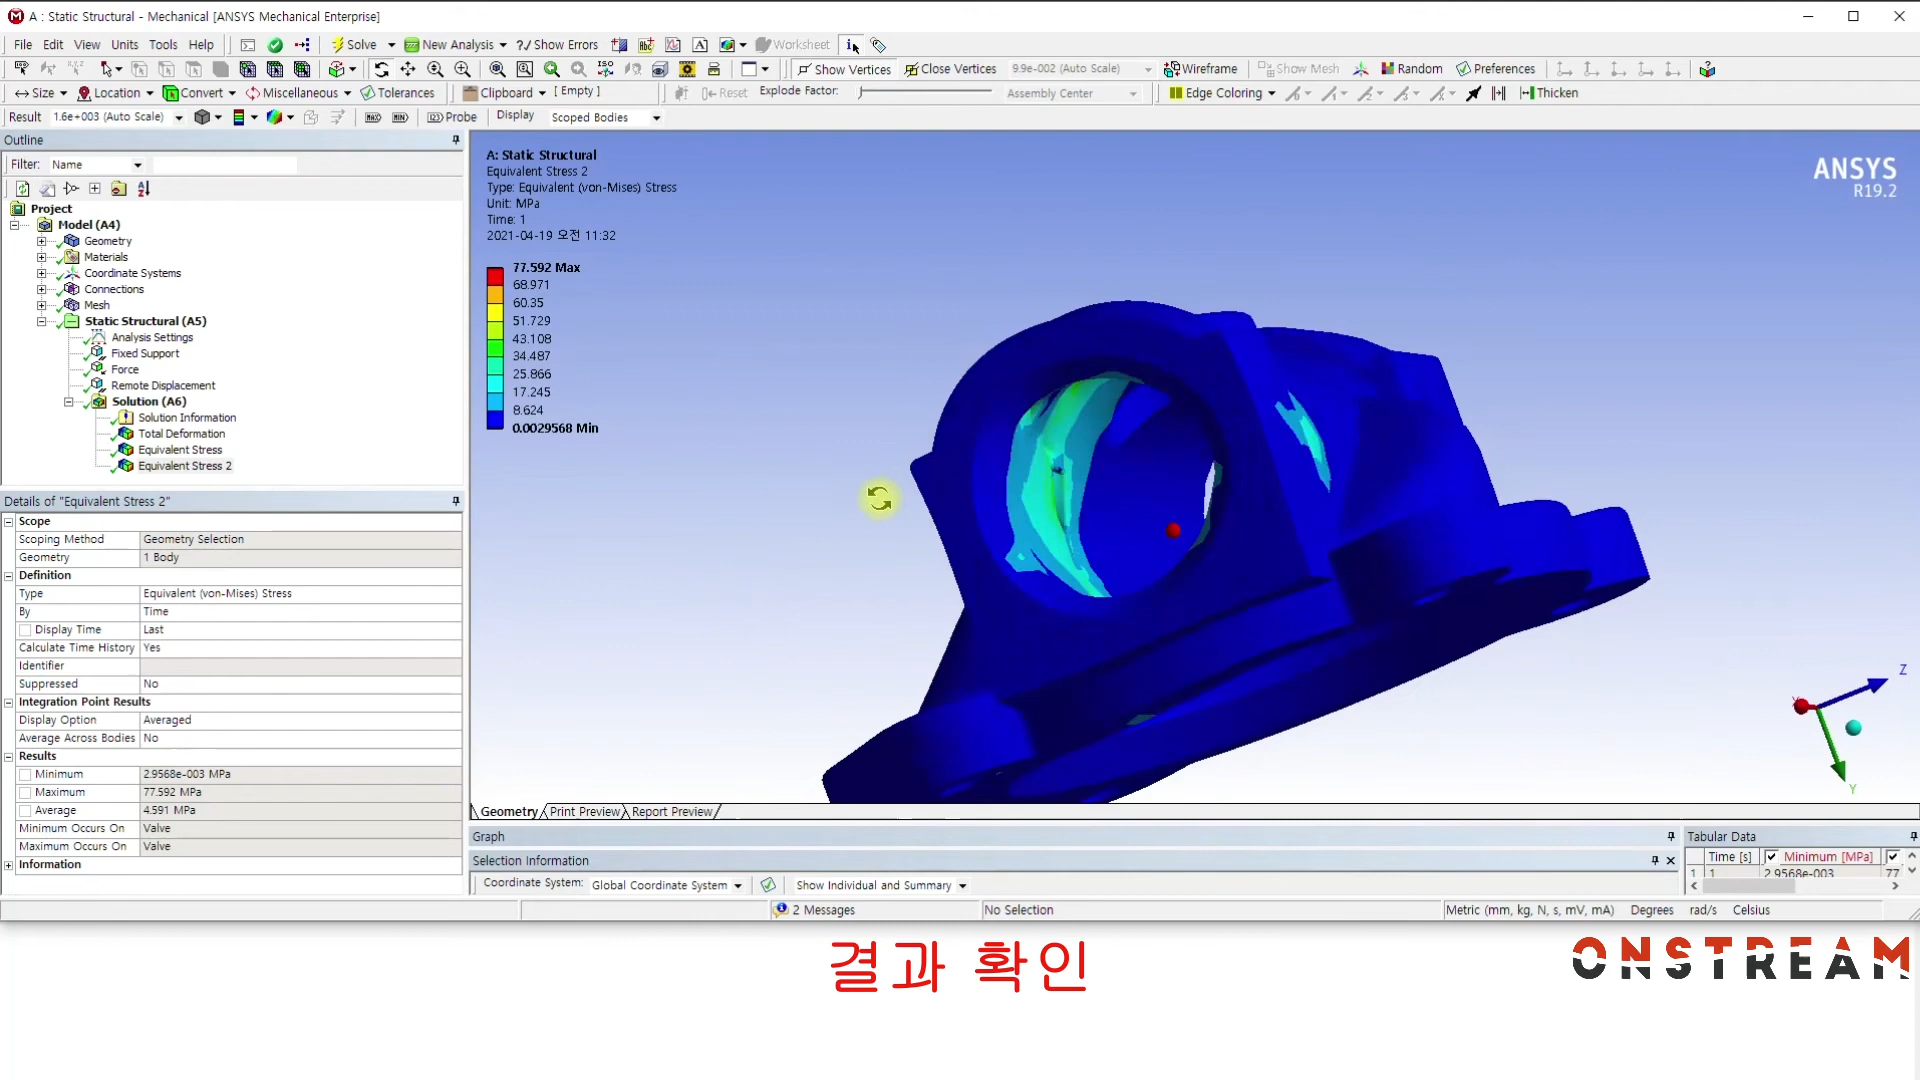 A : Static Structural - Mechanical [ANSYS Mechanical Enterprise]
File Edit View Units Tools Help Solve New Analysis ?/ Show Errors Worksheet
Show Vertices Close Vertices 9.9e-002 (Auto Scale) Wireframe Show Mesh Random Preferences
Size Location Convert Miscellaneous Tolerances Clipboard [ Empty ] Reset Explode Factor: Assembly Center Edge Coloring Thicken
Result 1.6e+003 (Auto Scale) MAX MIN Probe Display Scoped Bodies
Outline
Filter: Name
Project
Model (A4)
Geometry
Materials
Coordinate Systems
Connections
Mesh
Static Structural (A5)
Analysis Settings
Fixed Support
Force
Remote Displacement
Solution (A6)
Solution Information
Total Deformation
Equivalent Stress
Equivalent Stress 2
Details of "Equivalent Stress 2"
Scope
Scoping Method Geometry Selection
Geometry 1 Body
Definition
Type Equivalent (von-Mises) Stress
By Time
Display Time Last
Calculate Time History Yes
Identifier
Suppressed No
Integration Point Results
Display Option Averaged
Average Across Bodies No
Results
Minimum 2.9568e-003 MPa
Maximum 77.592 MPa
Average 4.591 MPa
Minimum Occurs On Valve
Maximum Occurs On Valve
Information
A: Static Structural
Equivalent Stress 2
Type: Equivalent (von-Mises) Stress
Unit: MPa
Time: 1
2021-04-19 오전 11:32
77.592 Max
68.971
60.35
51.729
43.108
34.487
25.866
17.245
8.624
0.0029568 Min
ANSYS
R19.2
Z
Y
Geometry Print Preview Report Preview
Graph
Selection Information
Coordinate System: Global Coordinate System Show Individual and Summary
Tabular Data
Time [s] Minimum [MPa]
1 1. 2.9568e-003 77
2 Messages No Selection Metric (mm, kg, N, s, mV, mA) Degrees rad/s Celsius
결과 확인
ONSTREAM